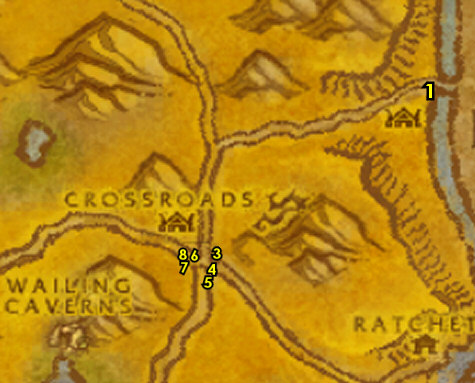 1
CROSSROADS
8 6 3
7 4
5
WAILING
CAVERNS
RATCHET